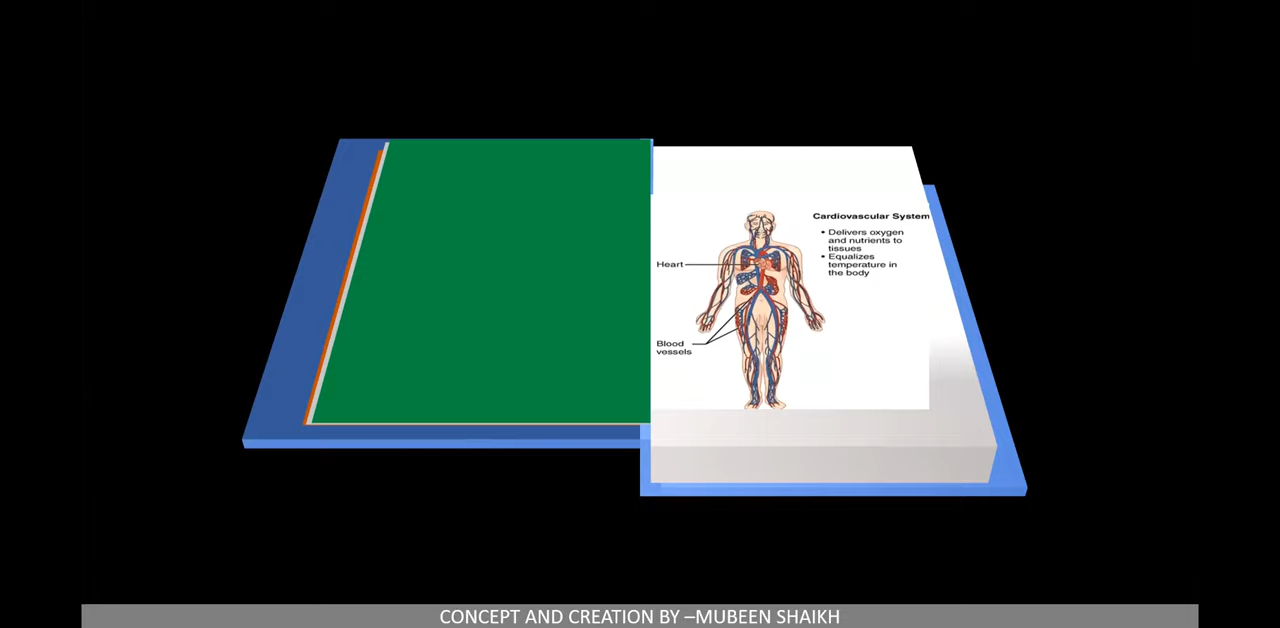 Cardiovascular System
• Delivers oxygen
and nutrients to
tissues
• Equalizes
temperature in
the body
Heart
Blood
vessels
CONCEPT AND CREATION BY –MUBEEN SHAIKH